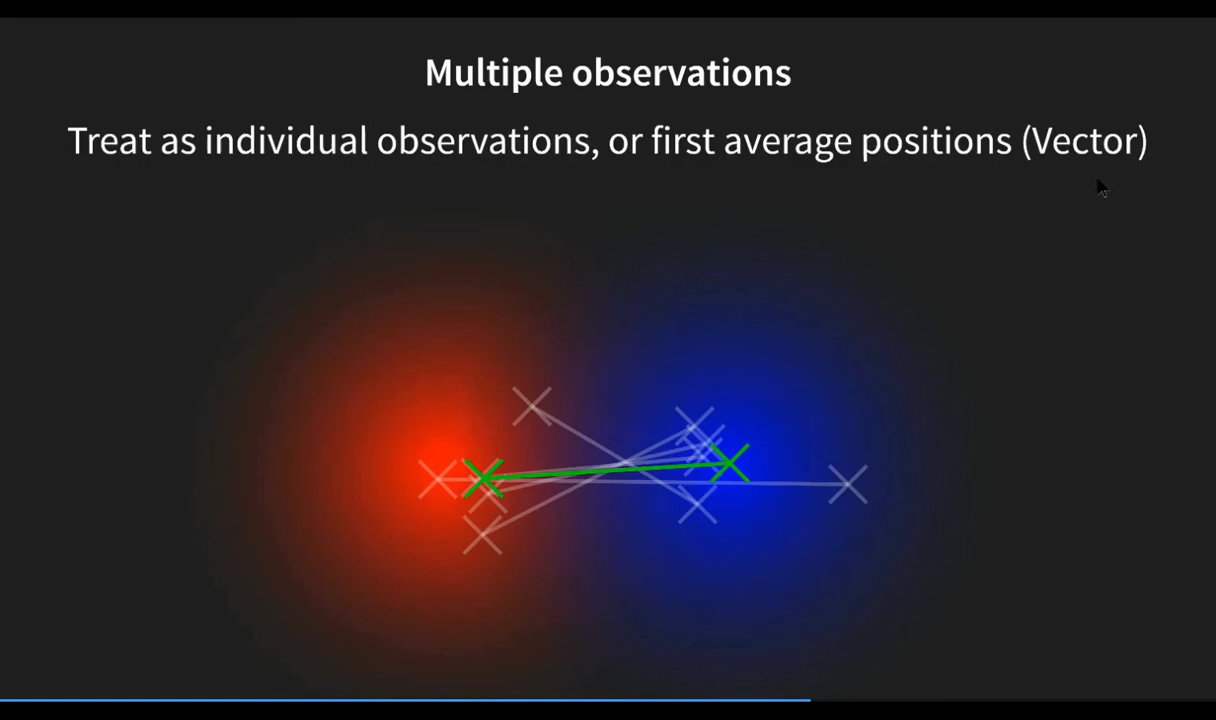 Multiple observations
Treat as individual observations, or first average positions (Vector)